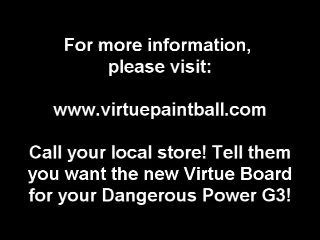 For more information,
please visit:
www.virtuepaintball.com
Call your local store! Tell them
you want the new Virtue Board
for your Dangerous Power G3!